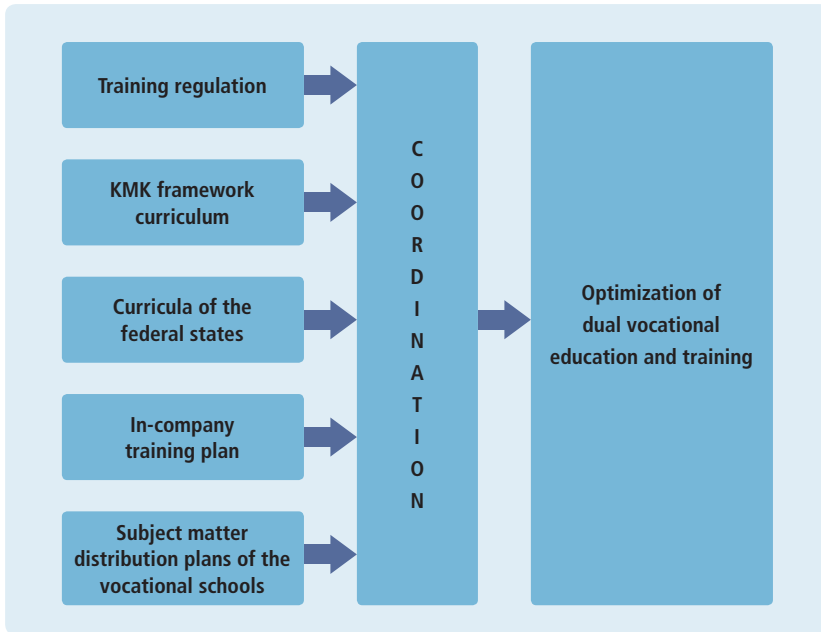 Training regulation
KMK framework
curriculum
Curricula of the
federal states
In-company
training plan
Subject matter
distribution plans of the
vocational schools
C
O
O
R
D
I
N
A
T
I
O
N
Optimization of
dual vocational
education and training